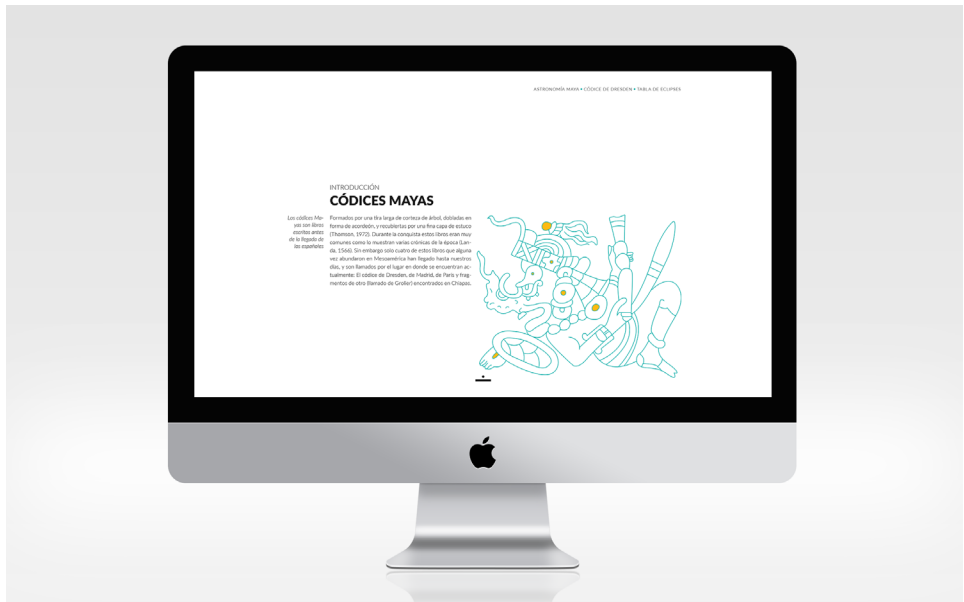 ASTRONOMÍA MAYA • CÓDICE DE DRESDEN • TABLA DE ECLIPSES
INTRODUCCIÓN
CÓDICES MAYAS
Los códices Ma-
yas son libros
escritos antes
de la llegada de
los españoles
Formados por una tira larga de corteza de árbol, dobladas en
forma de acordeón, y recubiertas por una fina capa de estuco
(Thomson, 1972). Durante la conquista estos libros eran muy
comunes como lo muestran varias crónicas de la época (Lan-
da, 1566). Sin embargo solo cuatro de estos libros que alguna
vez abundaron en Mesoamérica han llegado hasta nuestros
días, y son llamados por el lugar en donde se encuentran ac-
tualmente: El códice de Dresden, de Madrid, de París y frag-
mentos de otro (llamado de Grolier) encontrados en Chiapas.